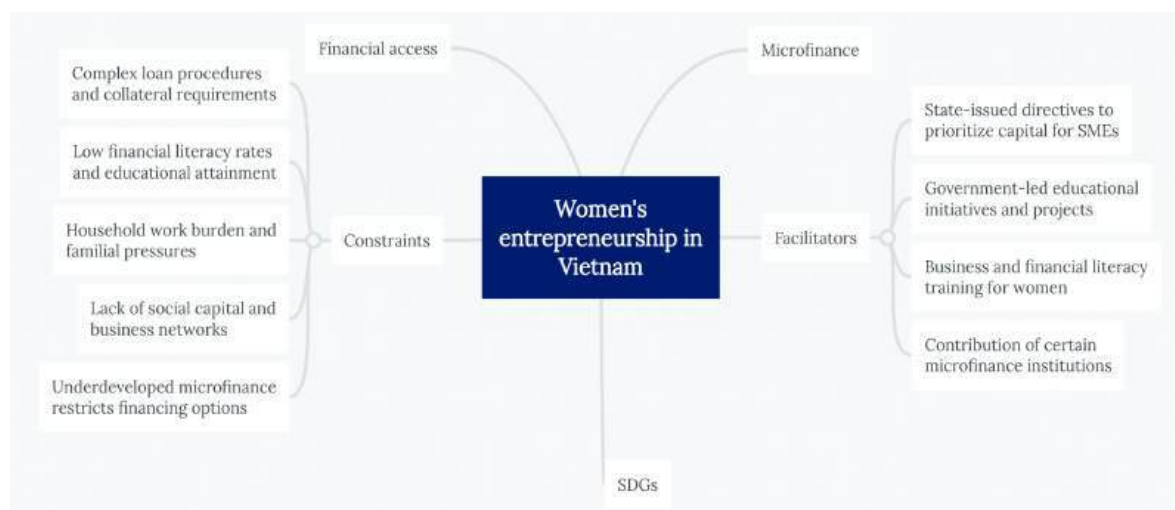 Financial access
Microfinance
Complex loan procedures
and collateral requirements
Low financial literacy rates
and educational attainment
Household work burden and
familial pressures
Lack of social capital and
business networks
Underdeveloped microfinance
restricts financing options
Constraints
Women's
entrepreneurship in
Vietnam
Facilitators
State-issued directives to
prioritize capital for SMEs
Government-led educational
initiatives and projects
Business and financial literacy
training for women
Contribution of certain
microfinance institutions
SDGs